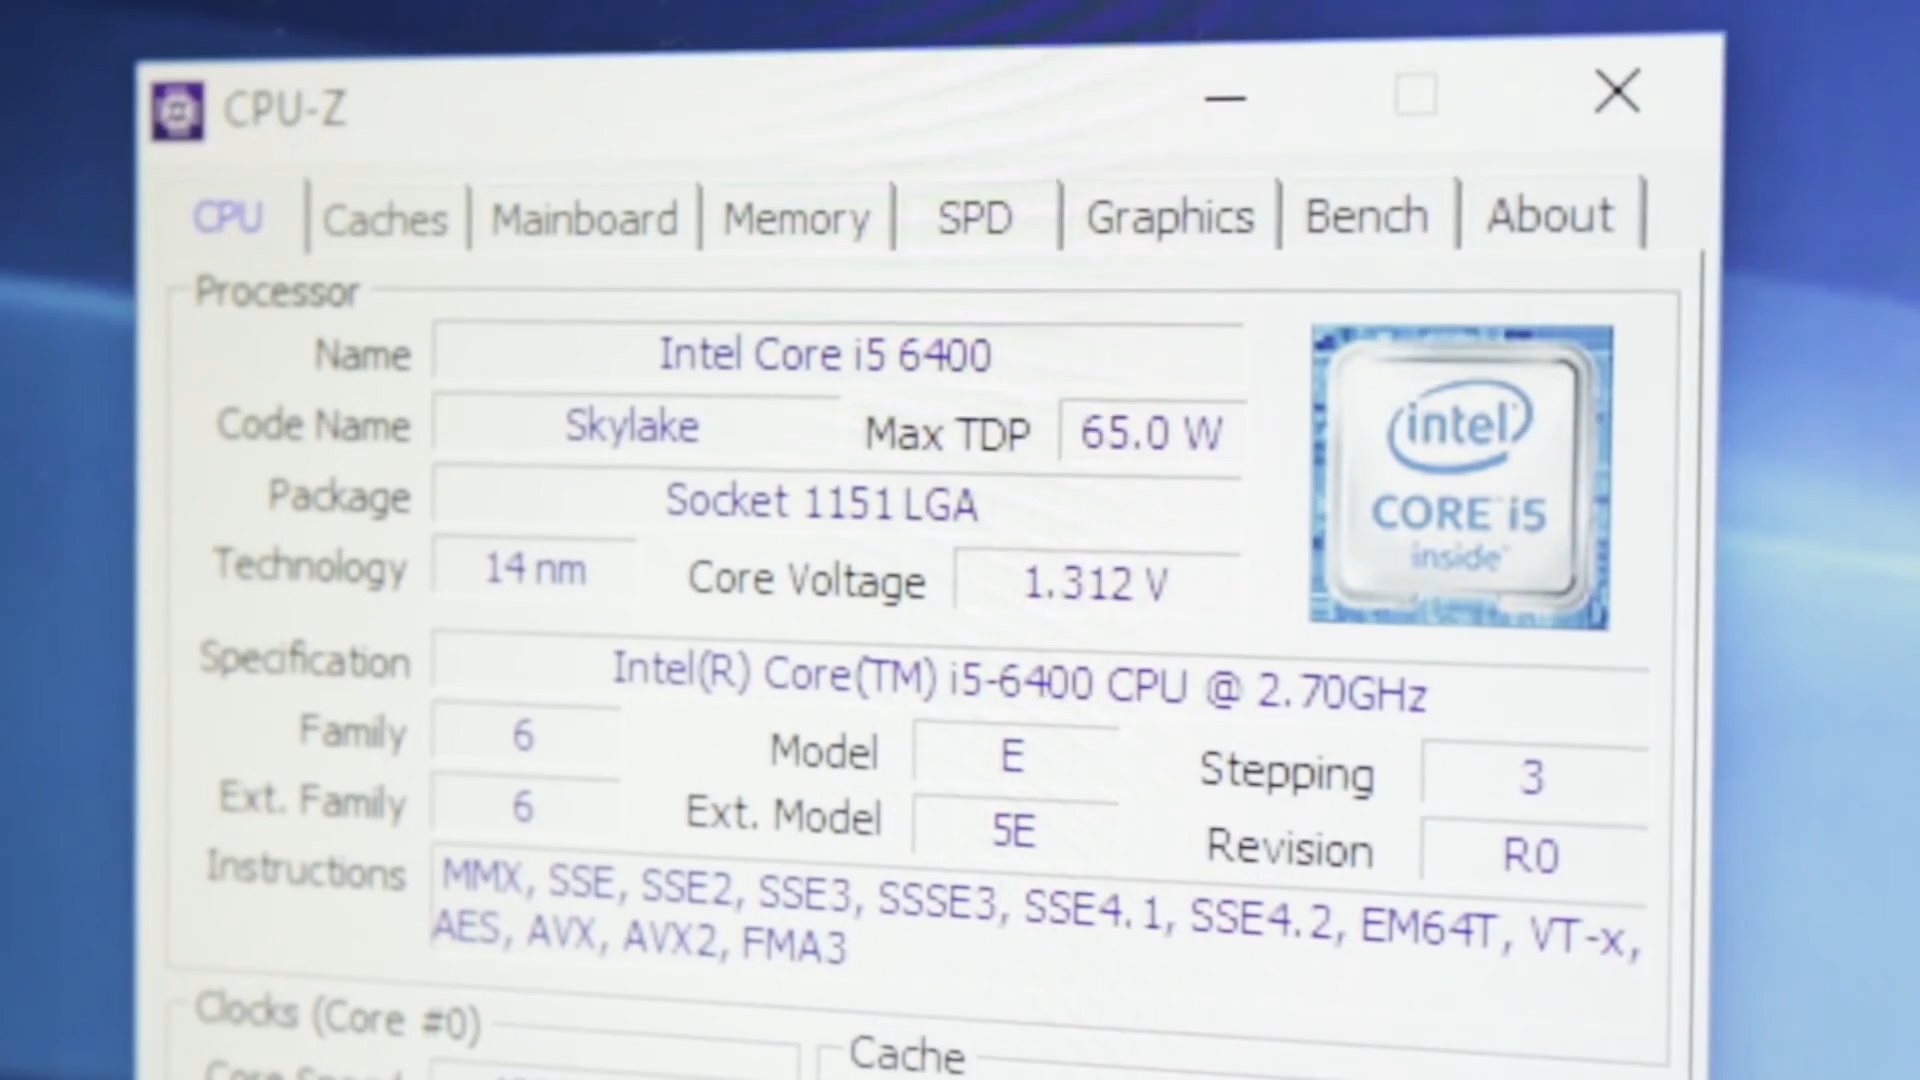 CPU-Z
CPU Caches Mainboard Memory SPD Graphics Bench About
Processor
Name Intel Core i5 6400
Code Name Skylake Max TDP 65.0 W
Package Socket 1151 LGA
Technology 14 nm Core Voltage 1.312 V
intel
CORE™ i5
inside™
Specification Intel(R) Core(TM) i5-6400 CPU @ 2.70GHz
Family 6 Model E Stepping 3
Ext. Family 6 Ext. Model 5E Revision R0
Instructions MMX, SSE, SSE2, SSE3, SSSE3, SSE4.1, SSE4.2, EM64T, VT-x,
AES, AVX, AVX2, FMA3
Clocks (Core #0)
Cache
Core Speed